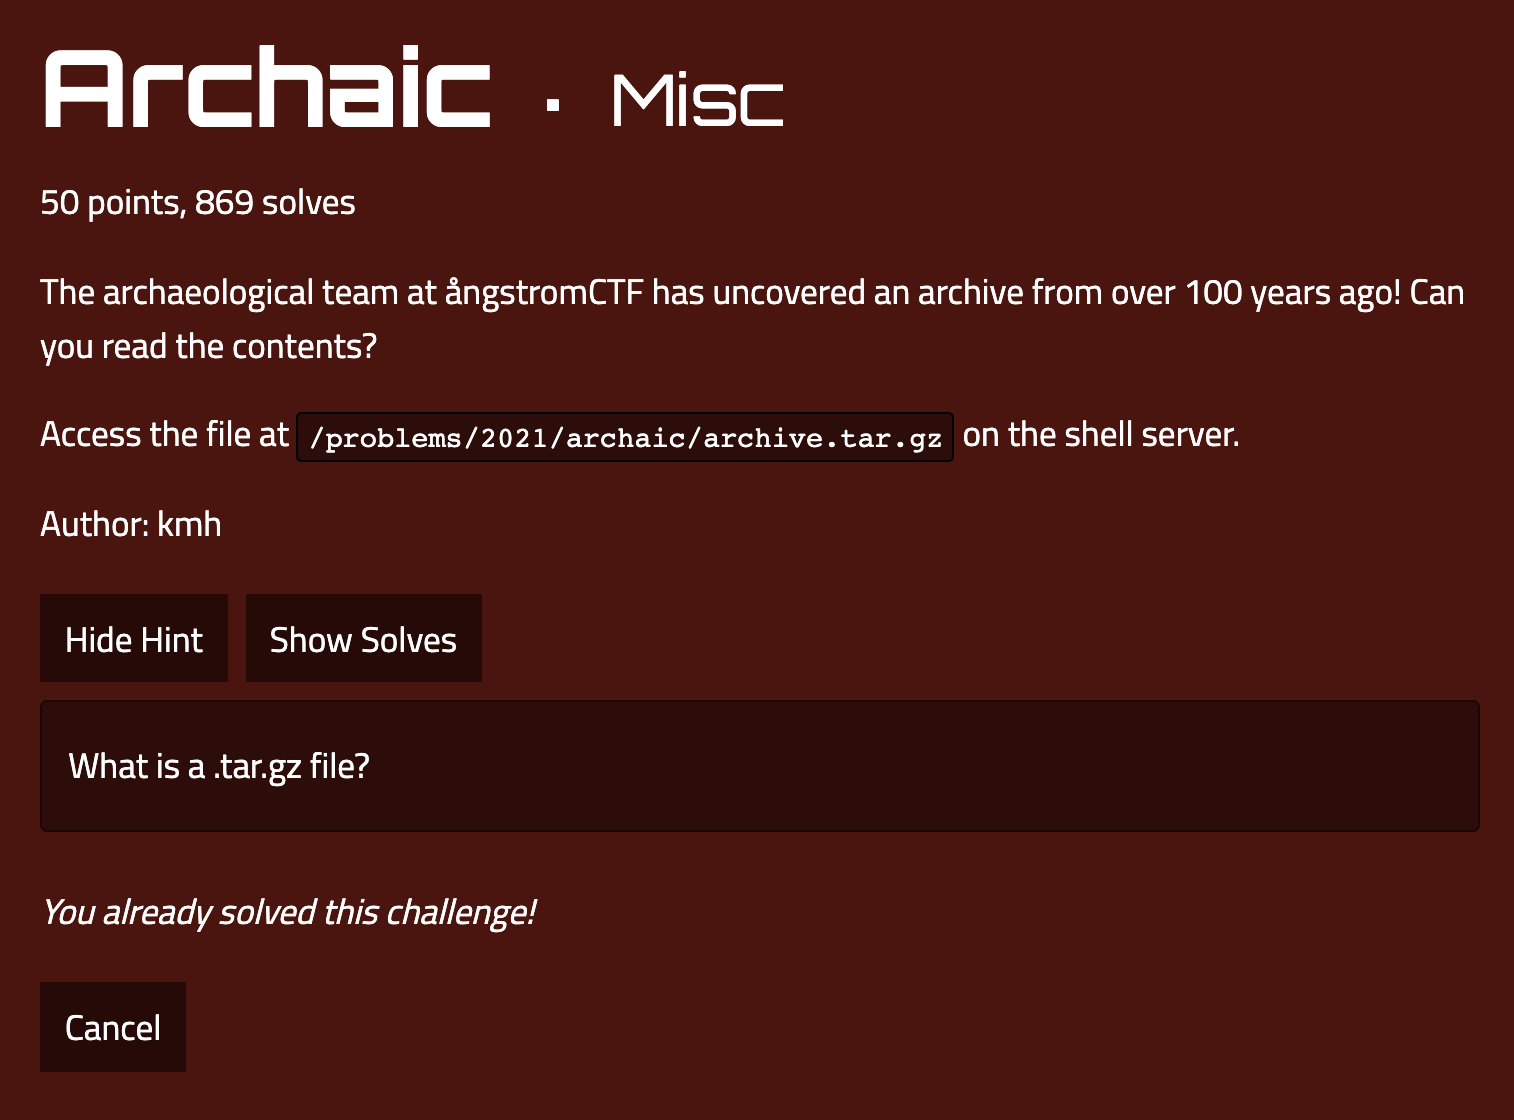 Archaic · Misc
50 points, 869 solves
The archaeological team at ångstromCTF has uncovered an archive from over 100 years ago! Can
you read the contents?
Access the file at /problems/2021/archaic/archive.tar.gz on the shell server.
Author: kmh
Hide Hint Show Solves
What is a .tar.gz file?
You already solved this challenge!
Cancel